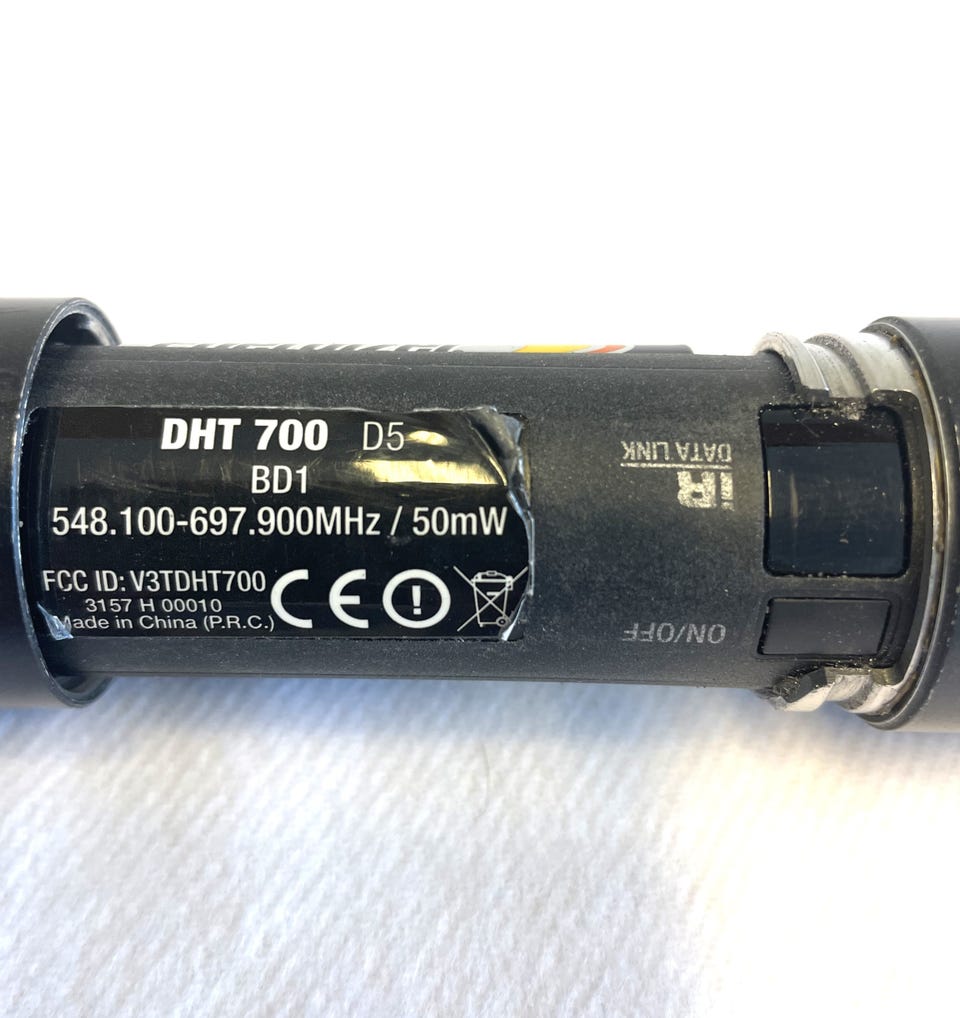 DHT 700 D5
BD1
548.100-697.900MHz / 50mW
FCC ID: V3TDHT700
3157 H 00010
Made in China (P.R.C.)
CE
iR
DATA LINK
ON/OFF